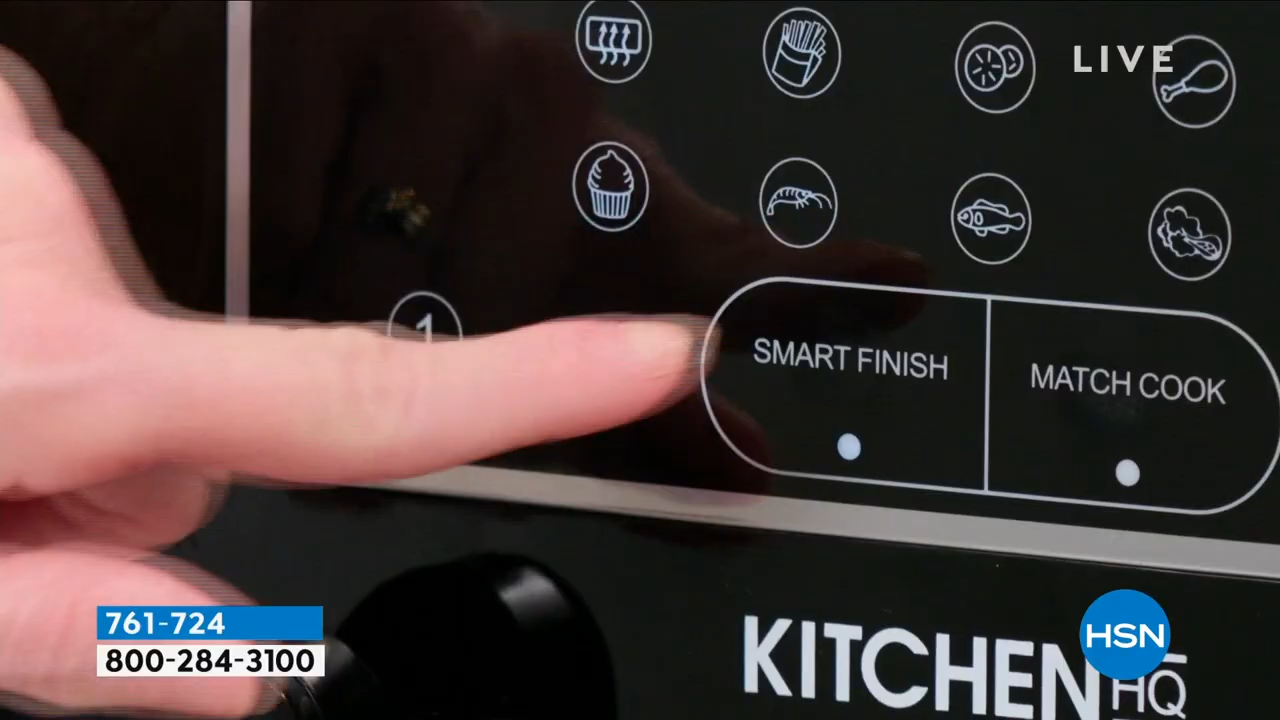 LIVE
1
SMART FINISH
MATCH COOK
761-724
800-284-3100
KITCHEN
HQ
HSN